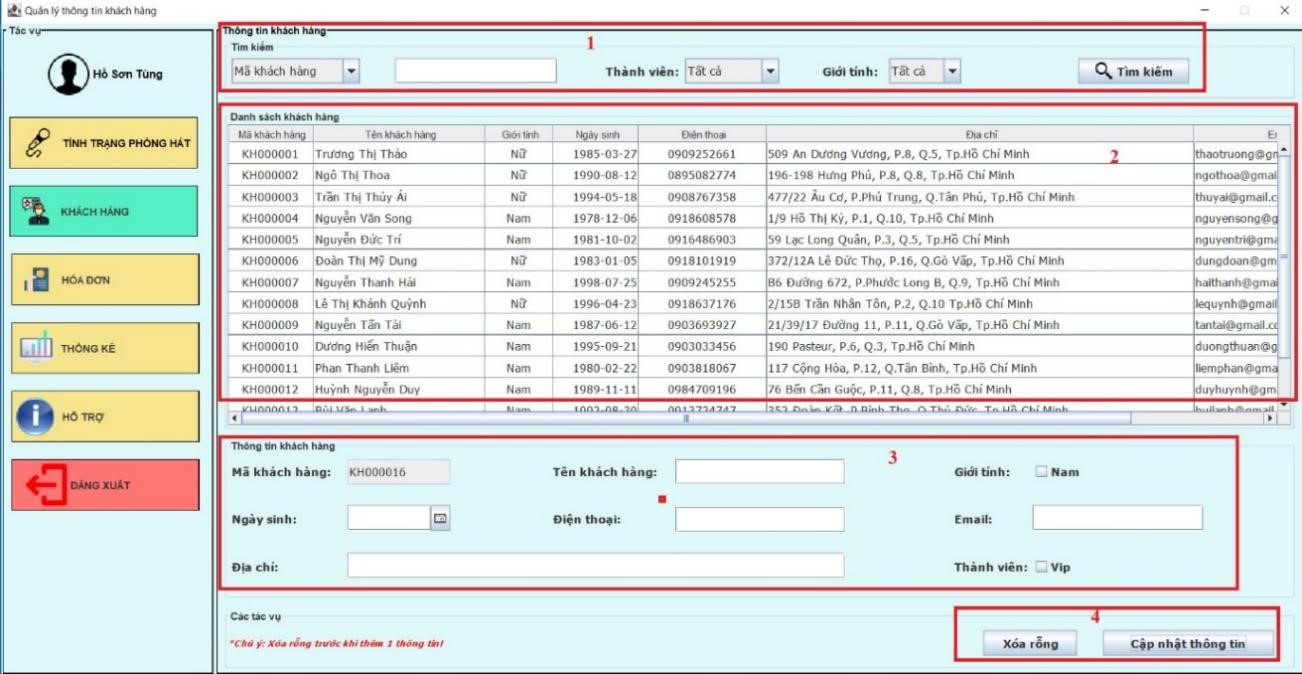 Quản lý thông tin khách hàng
Tác vụ
Hồ Sơn Tùng
TÌNH TRẠNG PHÒNG HÁT
KHÁCH HÀNG
HÓA ĐƠN
THỐNG KÊ
HỖ TRỢ
ĐĂNG XUẤT
Thông tin khách hàng
1
Tìm kiếm
Mã khách hàng Thành viên: Tất cả Giới tính: Tất cả Tìm kiếm
Danh sách khách hàng
Mã khách hàng Tên khách hàng Giới tính Ngày sinh Điện thoại Địa chỉ
2
KH000001 Trương Thị Thảo Nữ 1985-03-27 0909252661 509 An Dương Vương, P.8, Q.5, Tp.Hồ Chí Minh thaotruong@gm
KH000002 Ngô Thị Thoa Nữ 1990-08-12 0895082774 196-198 Hưng Phú, P.8, Q.8, Tp.Hồ Chí Minh ngothoa@gmai
KH000003 Trần Thị Thúy Ái Nữ 1994-05-18 0908767358 477/22 Âu Cơ, P.Phú Trung, Q.Tân Phú, Tp.Hồ Chí Minh thuyai@gmail.c
KH000004 Nguyễn Văn Song Nam 1978-12-06 0918608578 1/9 Hồ Thị Kỷ, P.1, Q.10, Tp.Hồ Chí Minh nguyensong@g
KH000005 Nguyễn Đức Trí Nam 1981-10-02 0916486903 59 Lạc Long Quân, P.3, Q.5, Tp.Hồ Chí Minh nguyentri@gma
KH000006 Đoàn Thị Mỹ Dung Nữ 1983-01-05 0918101919 372/12A Lê Đức Thọ, P.16, Q.Gò Vấp, Tp.Hồ Chí Minh dungdoan@gm
KH000007 Nguyễn Thanh Hải Nam 1998-07-25 0909245255 B6 Đường 672, P.Phước Long B, Q.9, Tp.Hồ Chí Minh haithanh@gmai
KH000008 Lê Thị Khánh Quỳnh Nữ 1996-04-23 0918637176 2/15B Trần Nhân Tôn, P.2, Q.10 Tp.Hồ Chí Minh lequynh@gmail
KH000009 Nguyễn Tấn Tài Nam 1987-06-12 0903693927 21/39/17 Đường 11, P.11, Q.Gò Vấp, Tp.Hồ Chí Minh tantai@gmail.cc
KH000010 Dương Hiển Thuận Nam 1995-09-21 0903033456 190 Pasteur, P.6, Q.3, Tp.Hồ Chí Minh duongthuan@g
KH000011 Phan Thanh Liêm Nam 1980-02-22 0903818067 117 Cộng Hòa, P.12, Q.Tân Bình, Tp.Hồ Chí Minh liemphan@gma
KH000012 Huỳnh Nguyễn Duy Nam 1989-11-11 0984709196 76 Bến Cần Guộc, P.11, Q.8, Tp.Hồ Chí Minh duyhuynh@gm
KH000013 Bùi Văn Lanh Nam 1992-08-20
Thông tin khách hàng
3
Mã khách hàng: KH000016 Tên khách hàng: Giới tính: Nam
Ngày sinh: Điện thoại: Email:
Địa chỉ: Thành viên: Vip
Các tác vụ
4
*Chú ý: Xóa rỗng trước khi thêm 1 thông tin!
Xóa rỗng Cập nhật thông tin